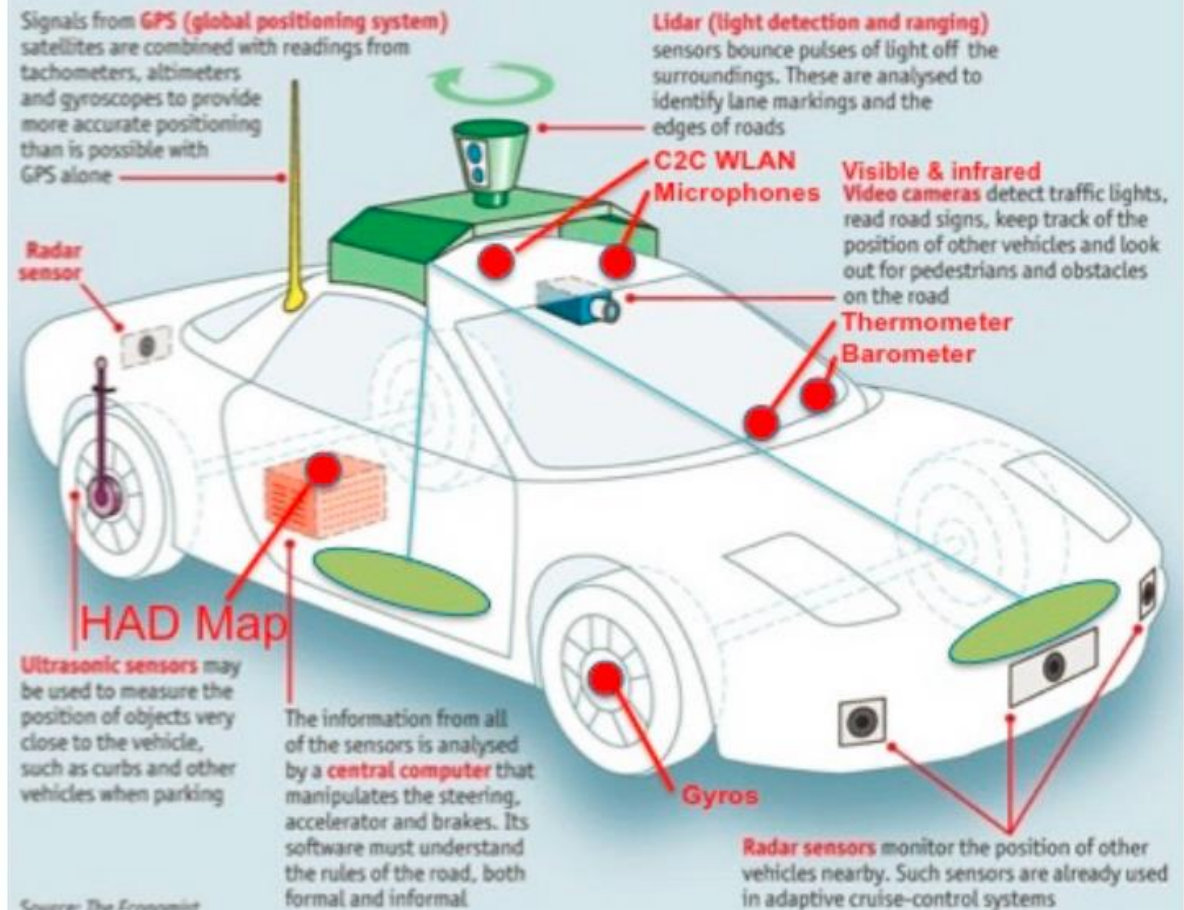 Signals from GPS (global positioning system)
satellites are combined with readings from
tachometers, altimeters
and gyroscopes to provide
more accurate positioning
than is possible with
GPS alone
Lidar (light detection and ranging)
sensors bounce pulses of light off the
surroundings. These are analysed to
identify lane markings and the
edges of roads
C2C WLAN
Microphones
Visible & infrared
Video cameras detect traffic lights,
read road signs, keep track of the
position of other vehicles and look
out for pedestrians and obstacles
on the road
Thermometer
Barometer
Radar
sensor
HAD Map
Ultrasonic sensors may
be used to measure the
position of objects very
close to the vehicle,
such as curbs and other
vehicles when parking
The information from all
of the sensors is analysed
by a central computer that
manipulates the steering,
accelerator and brakes. Its
software must understand
the rules of the road, both
formal and informal
Gyros
Radar sensors monitor the position of other
vehicles nearby. Such sensors are already used
in adaptive cruise-control systems
Source: The Economist